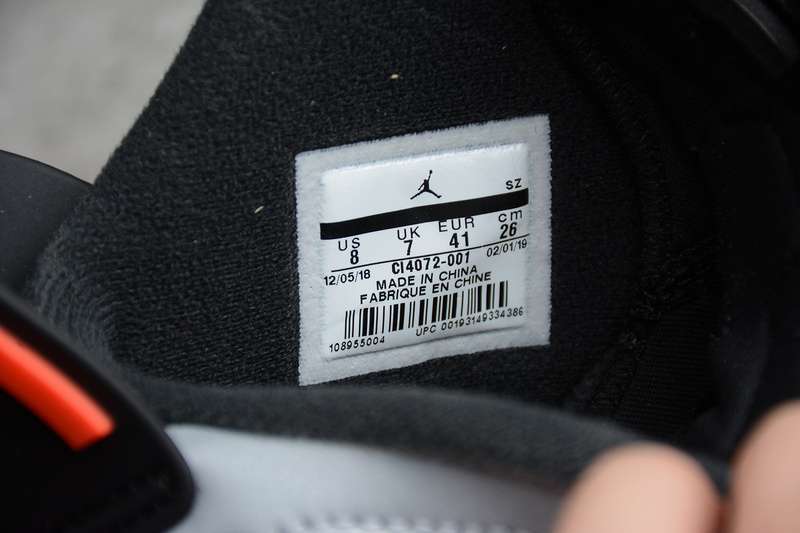 SZ
US UK EUR cm
8 7 41 26
12/05/18 CI4072-001 02/01/19
MADE IN CHINA
FABRIQUE EN CHINE
108955004 UPC 00193149334386